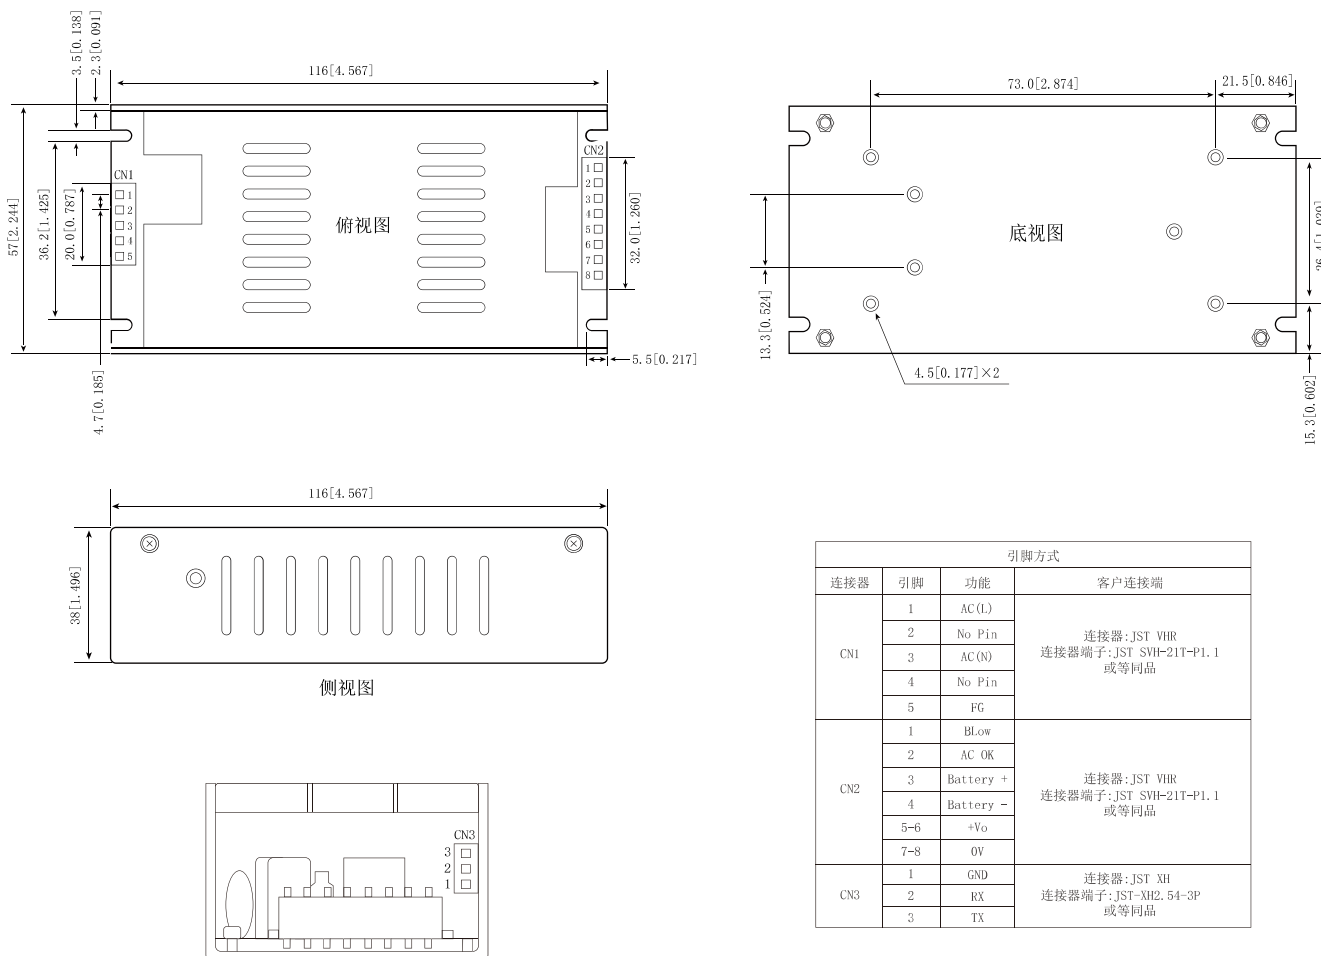 3.5[0.138]
2.3[0.091]
116[4.567]
57[2.244]
36.2[1.425]
20.0[0.787]
4.7[0.185]
CN1
1
2
3
4
5
俯视图
CN2
1
2
3
4
5
6
7
8
32.0[1.260]
5.5[0.217]
73.0[2.874]
21.5[0.846]
底视图
13.3[0.524]
4.5[0.177]×2
15.3[0.602]
116[4.567]
38[1.496]
侧视图
CN3
3
2
1
引脚方式
连接器 引脚 功能 客户连接端
CN1
1 AC(L)
2 No Pin
3 AC(N)
4 No Pin
5 FG
连接器:JST VHR
连接器端子:JST SVH-21T-P1.1
或等同品
CN2
1 BLow
2 AC OK
3 Battery +
4 Battery -
5-6 +Vo
7-8 0V
连接器:JST VHR
连接器端子:JST SVH-21T-P1.1
或等同品
CN3
1 GND
2 RX
3 TX
连接器:JST XH
连接器端子:JST-XH2.54-3P
或等同品